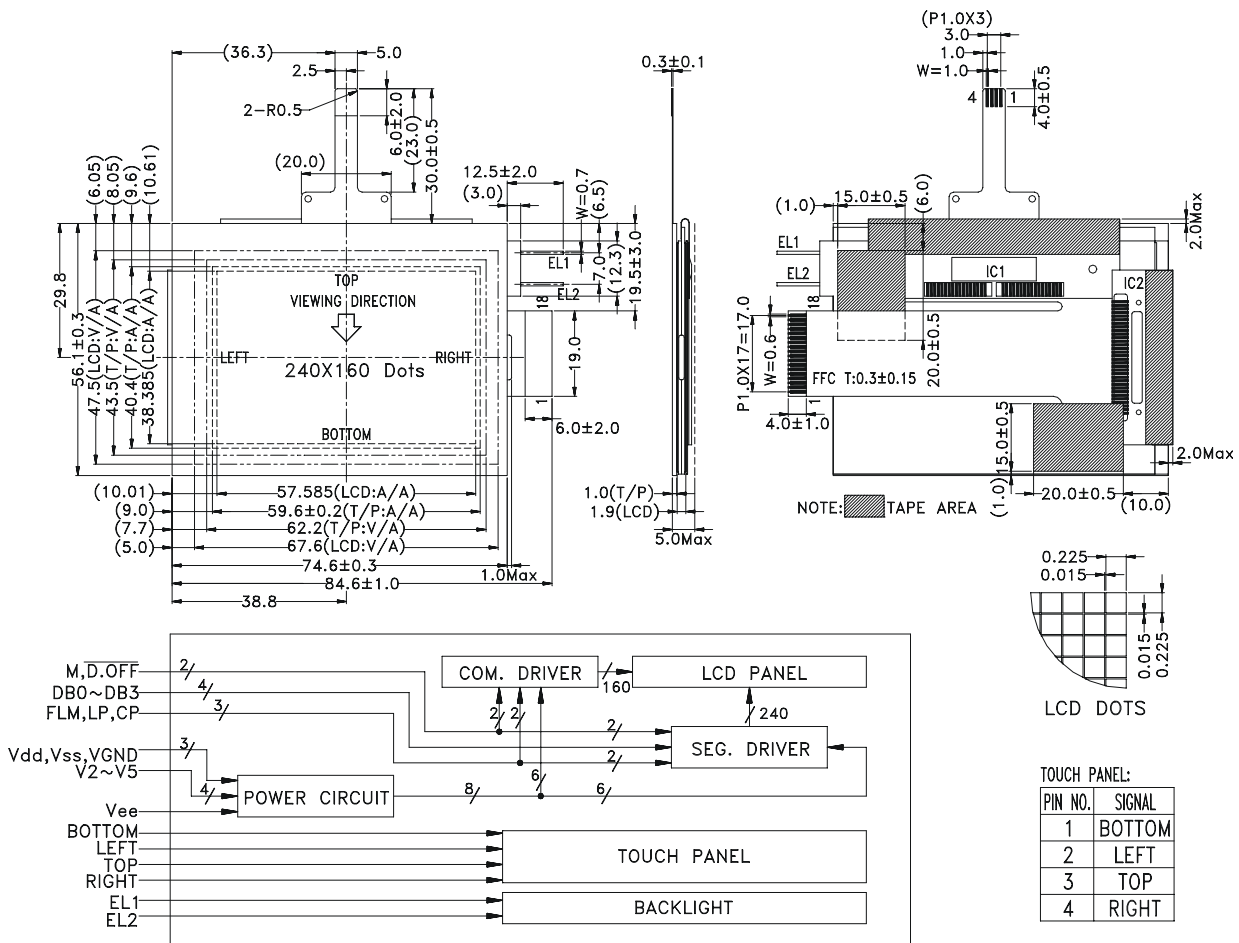 (36.3)
5.0
2.5
2-R0.5
6.0±2.0
(23.0)
30.0±0.5
(20.0)
12.5±2.0
(3.0)
W=0.7
(6.5)
(6.05)
(8.05)
(9.6)
(10.61)
29.8
56.1±0.3
47.5(LCD:V/A)
43.5(T/P:V/A)
40.4(T/P:A/A)
38.385(LCD:A/A)
TOP
VIEWING DIRECTION
LEFT
RIGHT
240X160 Dots
BOTTOM
EL1
EL2
7.0
(12.3)
19.5±3.0
18
19.0
1
6.0±2.0
(10.01)
57.585(LCD:A/A)
(9.0)
59.6±0.2(T/P:A/A)
(7.7)
62.2(T/P:V/A)
(5.0)
67.6(LCD:V/A)
74.6±0.3
1.0Max
84.6±1.0
38.8
0.3±0.1
1.0(T/P)
1.9(LCD)
5.0Max
(P1.0X3)
3.0
1.0
W=1.0
4
1
4.0±0.5
15.0±0.5
(1.0)
(6.0)
2.0Max
EL1
EL2
IC1
IC2
18
P1.0X17=17.0
W=0.6
20.0±0.5
FFC T:0.3±0.15
1
4.0±1.0
15.0±0.5
2.0Max
(1.0)
20.0±0.5
(10.0)
NOTE:
TAPE AREA
0.225
0.015
0.015
0.225
LCD DOTS
M,D.OFF
2
DB0~DB3
4
FLM,LP,CP
3
Vdd,Vss,VGND
3
V2~V5
4
Vee
POWER CIRCUIT
8
6
6
COM. DRIVER
160
LCD PANEL
2
2
240
2
2
SEG. DRIVER
BOTTOM
LEFT
TOP
RIGHT
TOUCH PANEL
EL1
EL2
BACKLIGHT
TOUCH PANEL:
PIN NO. SIGNAL
1 BOTTOM
2 LEFT
3 TOP
4 RIGHT